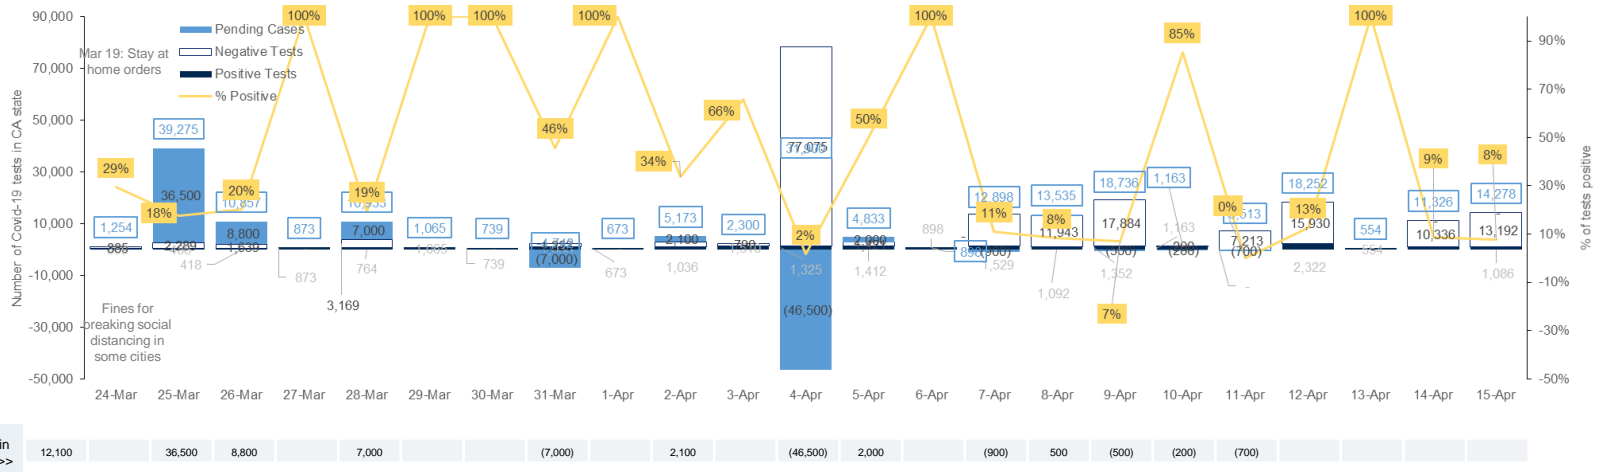 90,000
70,000
50,000
30,000
10,000
-10,000
-30,000
-50,000
Number of Covid-19 tests in CA state
Pending Cases
Negative Tests
Positive Tests
% Positive
Mar 19: Stay at
home orders
Fines for
breaking social
distancing in
some cities
90%
70%
50%
30%
10%
-10%
-30%
-50%
% of tests positive
29% 18% 20% 100% 19% 100% 100% 46% 100% 34% 66% 2% 50% 100% 11% 8% 7% 85% 0% 13% 100% 9% 8%
1,254 39,275 10,857 873 1,065 739 673 5,173 2,300 4,833 898 12,898 13,535 18,736 1,163 18,252 554 11,326 14,278
885 36,500 2,289 8,800 1,639 7,000 (7,000) 2,100 790 77,075 (46,500) 2,000 (900) 11,943 17,884 (500) (200) 7,213 (700) 15,930 10,336 13,192
418 873 764 3,169 1,065 739 673 1,036 1,325 1,412 898 1,529 1,092 1,352 1,163 - 2,322 554 1,086
24-Mar 25-Mar 26-Mar 27-Mar 28-Mar 29-Mar 30-Mar 31-Mar 1-Apr 2-Apr 3-Apr 4-Apr 5-Apr 6-Apr 7-Apr 8-Apr 9-Apr 10-Apr 11-Apr 12-Apr 13-Apr 14-Apr 15-Apr
in
>>
12,100 36,500 8,800 7,000 (7,000) 2,100 (46,500) 2,000 (900) 500 (500) (200) (700)